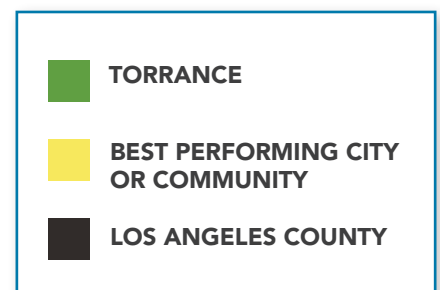 TORRANCE
BEST PERFORMING CITY
OR COMMUNITY
LOS ANGELES COUNTY